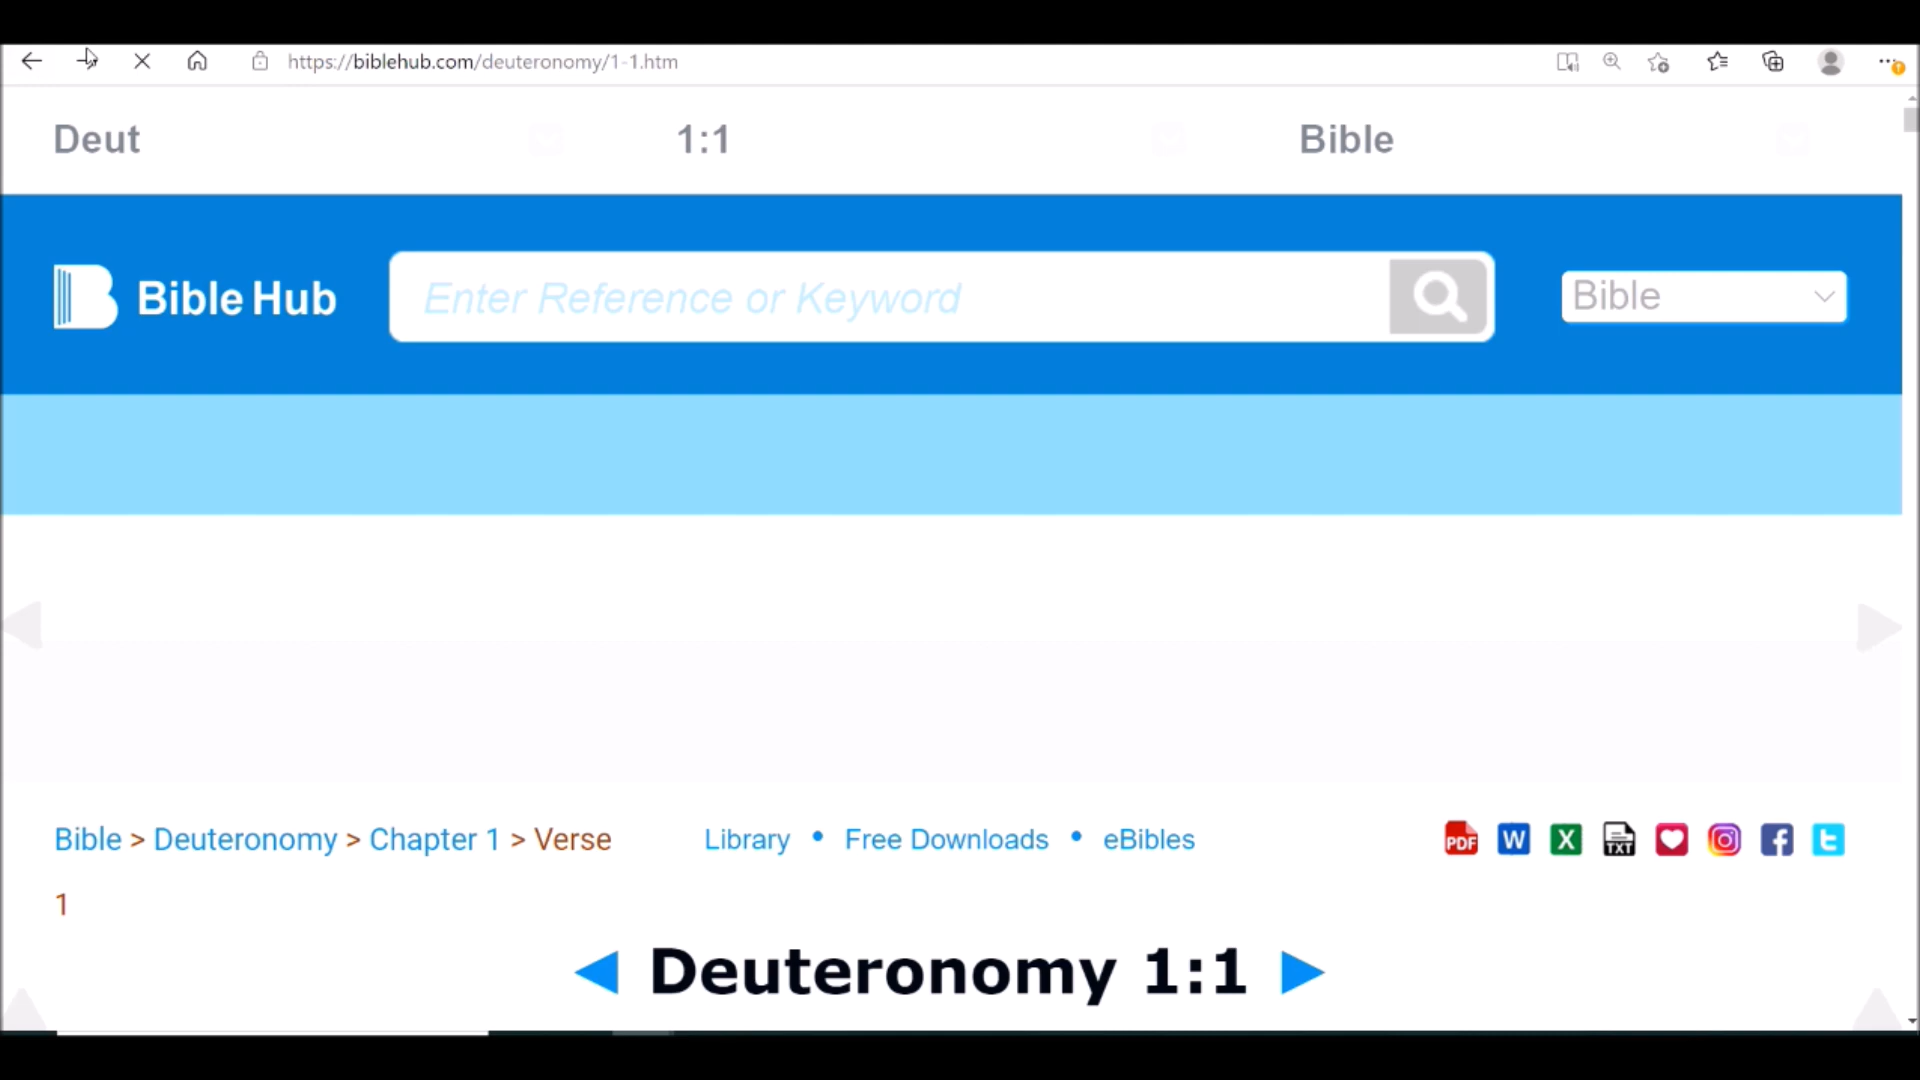 https://biblehub.com/deuteronomy/1-1.htm
Deut 1:1 Bible
Bible Hub Enter Reference or Keyword Bible
Bible > Deuteronomy > Chapter 1 > Verse Library • Free Downloads • eBibles PDF W X TXT
1
Deuteronomy 1:1